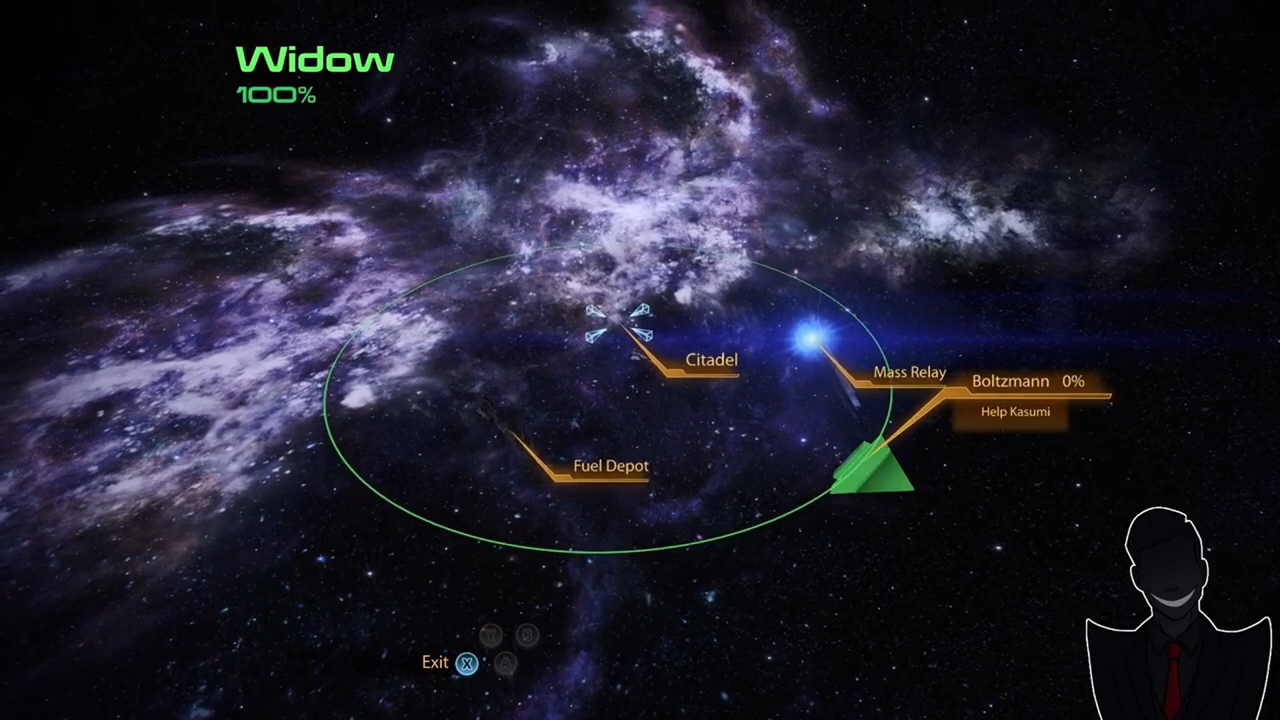 Widow
100%
Citadel
Mass Relay
Boltzmann 0%
Help Kasumi
Fuel Depot
Y B
Exit X A